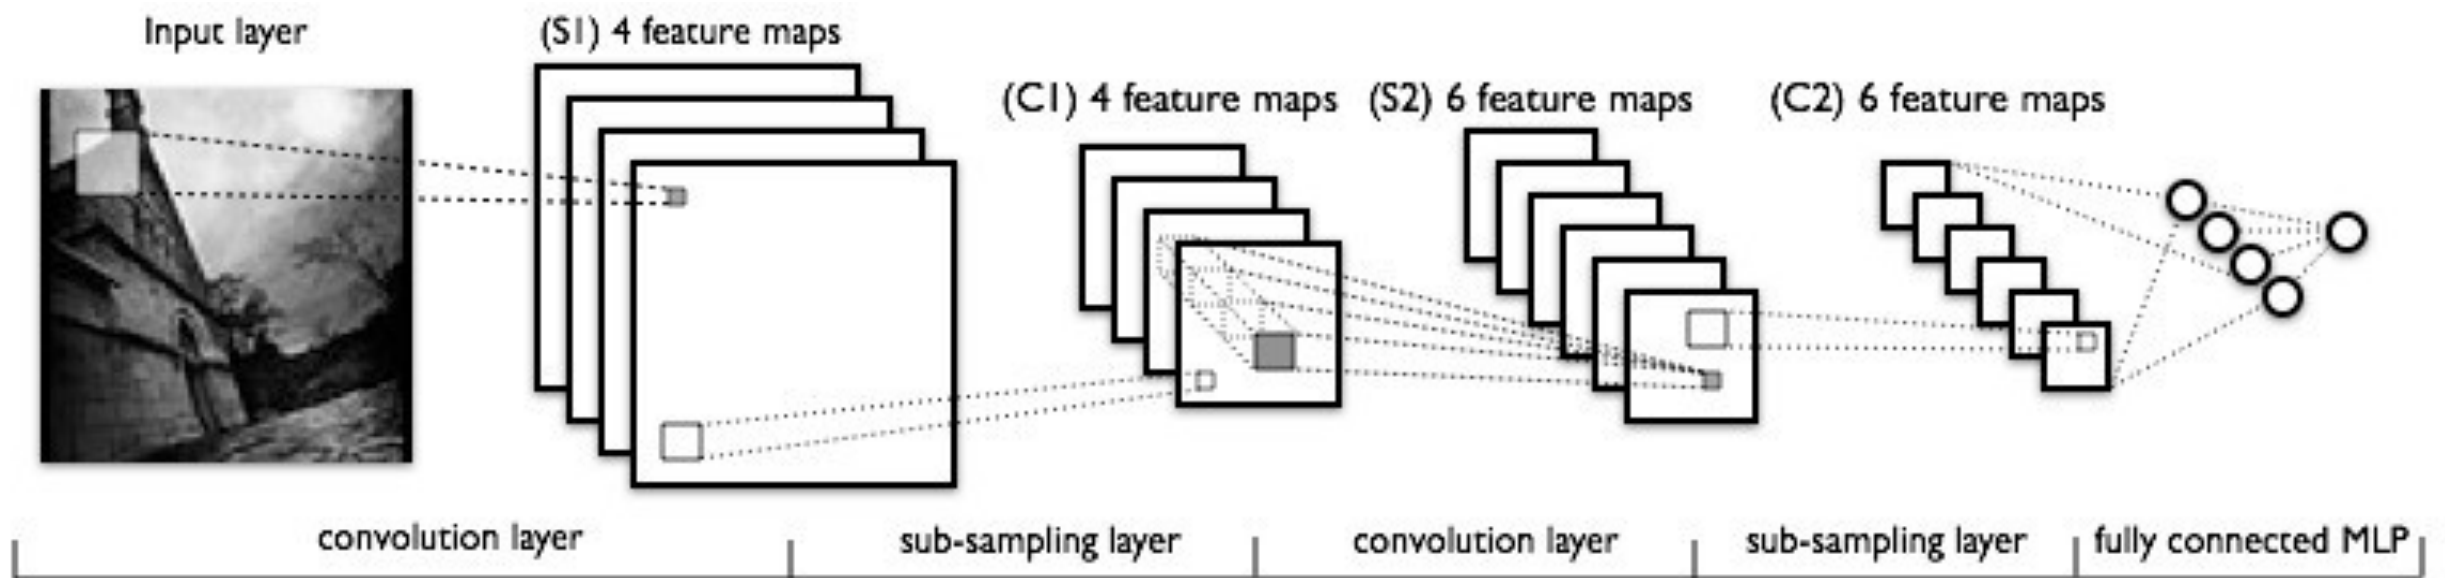 Input layer
(S1) 4 feature maps
(C1) 4 feature maps
(S2) 6 feature maps
(C2) 6 feature maps
convolution layer
sub-sampling layer
convolution layer
sub-sampling layer
fully connected MLP